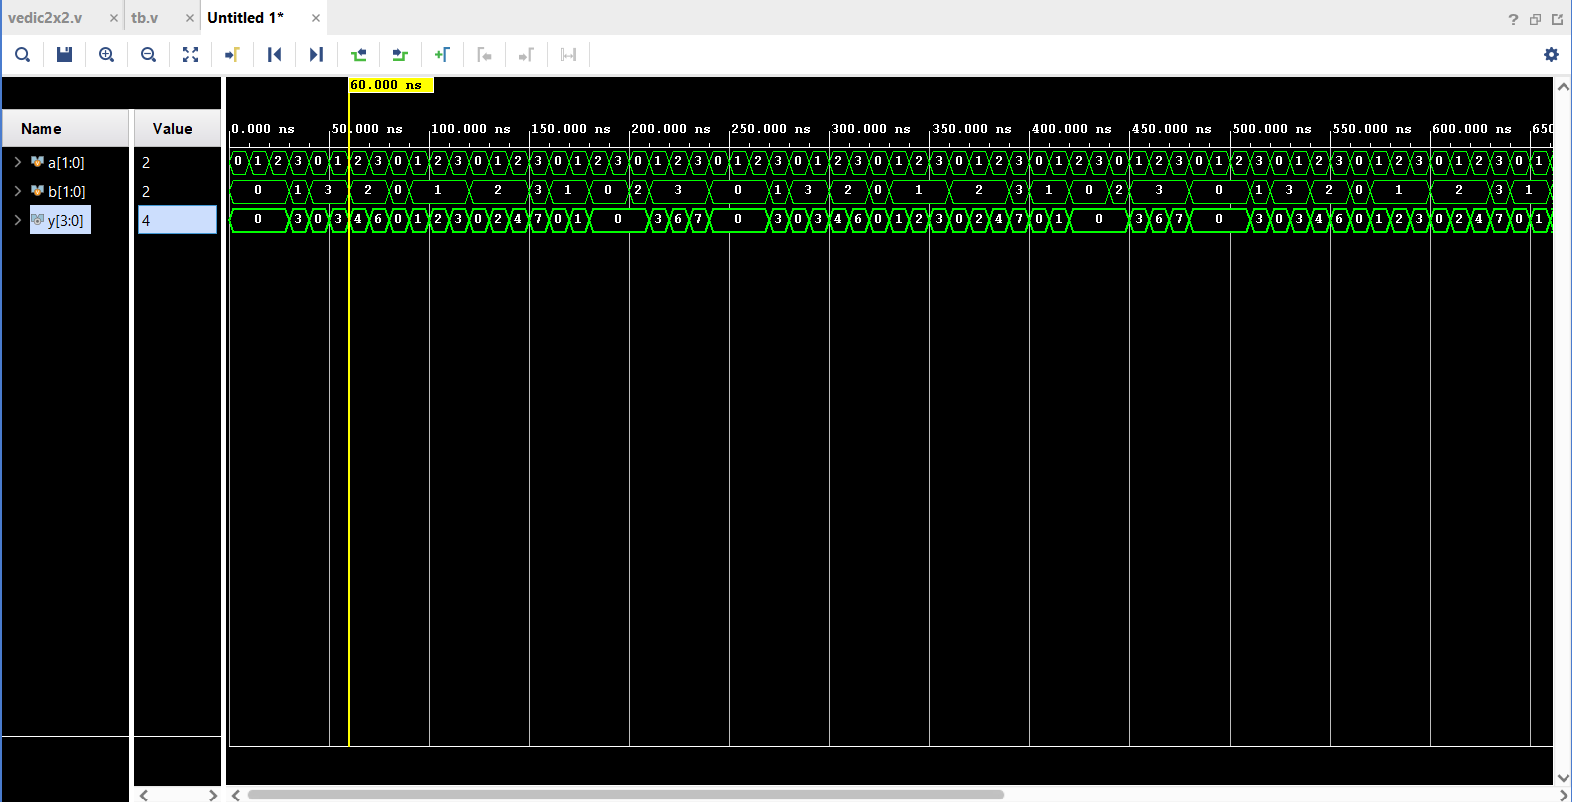 vedic2x2.v × tb.v × Untitled 1* ×
?
60.000 ns
Name Value
0.000 ns 50.000 ns 100.000 ns 150.000 ns 200.000 ns 250.000 ns 300.000 ns 350.000 ns 400.000 ns 450.000 ns 500.000 ns 550.000 ns 600.000 ns 650
a[1:0] 2 0 1 2 3 0 1 2 3 0 1 2 3 0 1 2 3 0 1 2 3 0 1 2 3 0 1 2 3 0 1 2 3 0 1 2 3 0 1 2 3 0 1 2 3 0 1 2 3 0 1 2 3 0 1 2 3 0 1 2 3 0 1 2 3 0 1
b[1:0] 2 0 1 3 2 0 1 2 3 1 0 2 3 0 1 3 2 0 1 2 3 1 0 2 3 0 1 3 2 0 1 2 3 1
y[3:0] 4 0 3 0 3 4 6 0 1 2 3 0 2 4 7 0 1 0 3 6 7 0 3 0 3 4 6 0 1 2 3 0 2 4 7 0 1 0 3 6 7 0 3 0 3 4 6 0 1 2 3 0 2 4 7 0 1